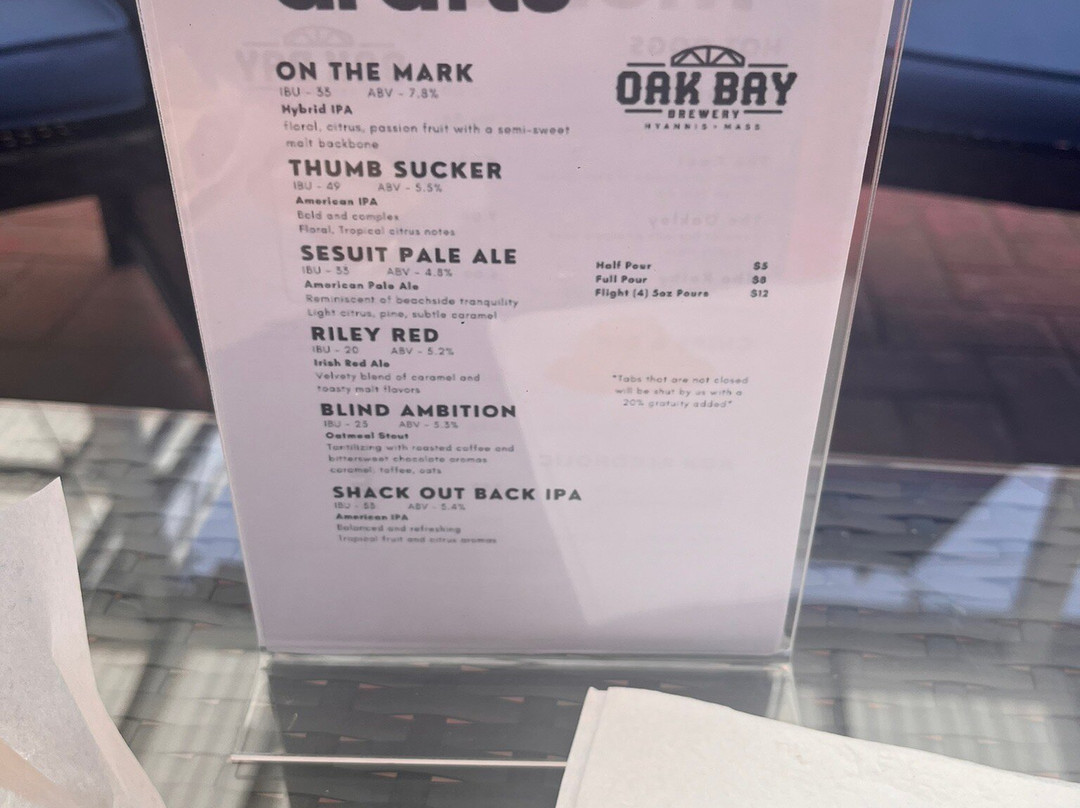 drafts
ON THE MARK
IBU - 35 ABV - 7.8%
Hybrid IPA
floral, citrus, passion fruit with a semi-sweet
malt backbone
THUMB SUCKER
IBU - 49 ABV - 5.5%
American IPA
Bold and complex
Floral, Tropical citrus notes
SESUIT PALE ALE
IBU - 33 ABV - 4.8%
American Pale Ale
Reminiscent of beachside tranquility
Light citrus, pine, subtle caramel
RILEY RED
IBU - 20 ABV - 5.2%
Irish Red Ale
Velvety blend of caramel and
toasty malt flavors
BLIND AMBITION
IBU - 25 ABV - 5.3%
Oatmeal Stout
Tantilizing with roasted coffee and
bittersweet chocolate aromas
caramel, toffee, oats
SHACK OUT BACK IPA
IBU - 55 ABV - 5.4%
American IPA
Balanced and refreshing
Tropical fruit and citrus aromas
OAK BAY
BREWERY
HYANNIS • MASS
Half Pour $5
Full Pour $8
Flight (4) 5oz Pours $12
"Tabs that are not closed
will be shut by us with a
20% gratuity added"